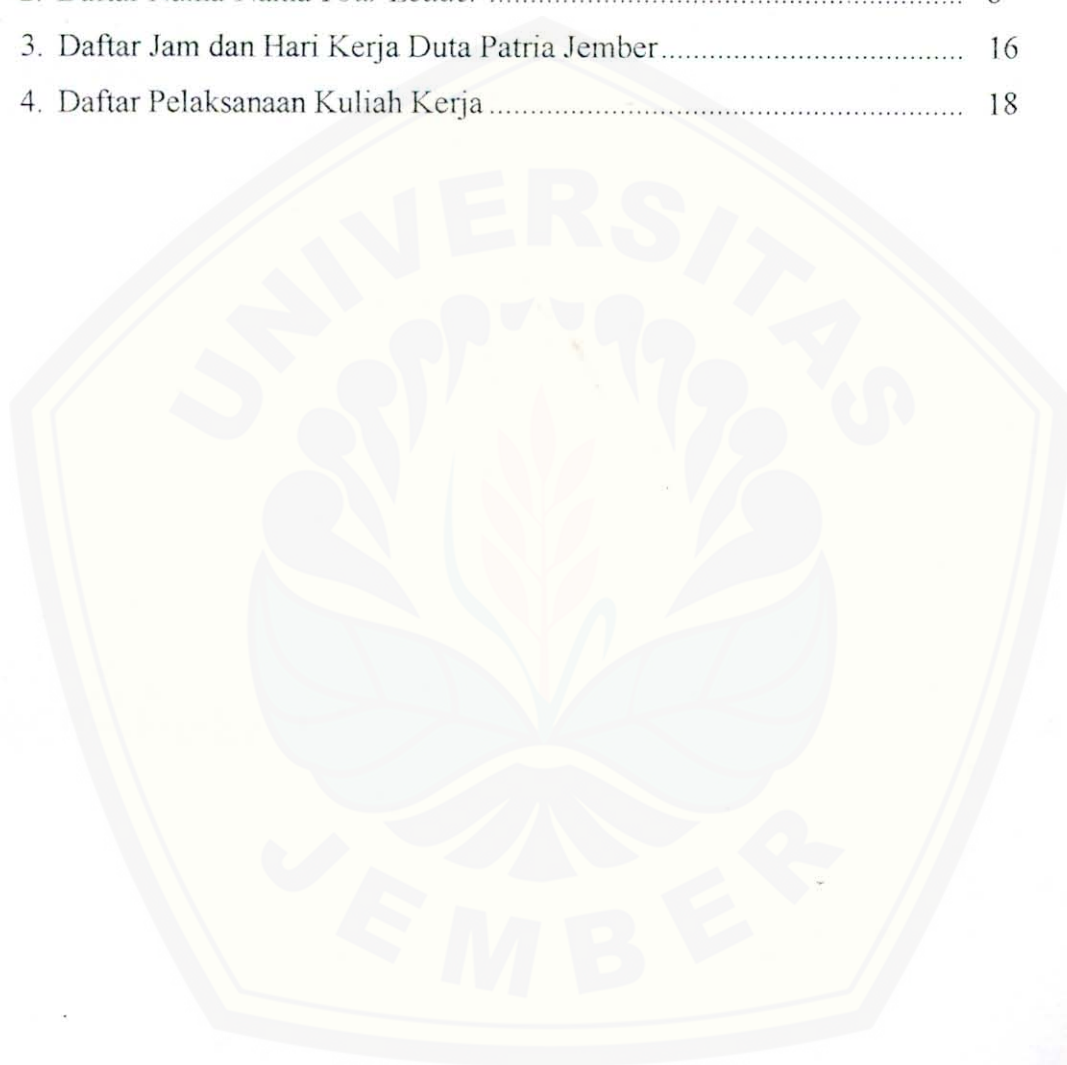 3. Daftar Jam dan Hari Kerja Duta Patria Jember.................................... 16
4. Daftar Pelaksanaan Kuliah Kerja.......................................................... 18
UNIVERSITAS
JEMBER